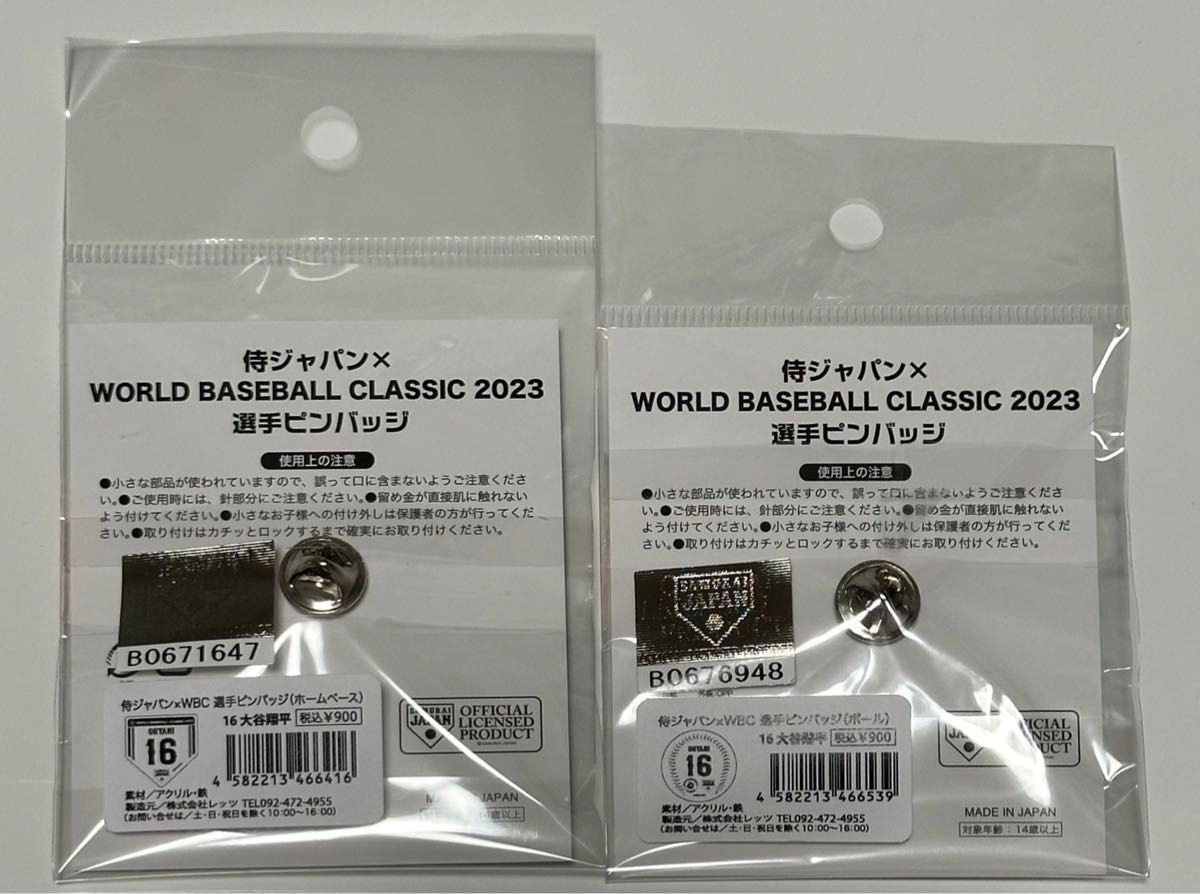 侍ジャパン×
WORLD BASEBALL CLASSIC 2023
選手ピンバッジ
使用上の注意
●小さな部品が使われていますので、誤って口に含まないようご注意くださ
い。●ご使用時には、針部分にご注意ください。●留め金が直接肌に触れない
よう付けてください。●小さなお子様への付け外しは保護者の方が行ってくだ
さい。●取り付けはカチッとロックするまで確実にお取り付けください。
SAMURAI
JAPAN
B0671647
侍ジャパン×WBC 選手ピンバッジ(ホームベース)
16 大谷翔平 税込¥900
OHTANI
16
4 582213 466416
素材/アクリル・鉄
製造元/株式会社レッツ TEL092-472-4955
(お問い合せは/土・日・祝日を除く10:00~16:00)
SAMURAI
JAPAN
OFFICIAL
LICENSED
PRODUCT
JAPAN
歳以上
侍ジャパン×
WORLD BASEBALL CLASSIC 2023
選手ピンバッジ
使用上の注意
●小さな部品が使われていますので、誤って口に含まないようご注意くださ
い。●ご使用時には、針部分にご注意ください。●留め金が直接肌に触れない
よう付けてください。●小さなお子様への付け外しは保護者の方が行ってくだ
さい。●取り付けはカチッとロックするまで確実にお取り付けください。
SAMURAI
JAPAN
B0676948
外装:OPP
侍ジャパン×WBC 選手ピンバッジ(ボール)
16 大谷翔平 税込¥900
OHTANI
16
4 582213 466539
素材/アクリル・鉄
製造元/株式会社レッツ TEL092-472-4955
(お問い合せは/土・日・祝日を除く10:00~16:00)
JAPAN
CIAL
NSED
UCT
MADE IN JAPAN
対象年齢:14歳以上